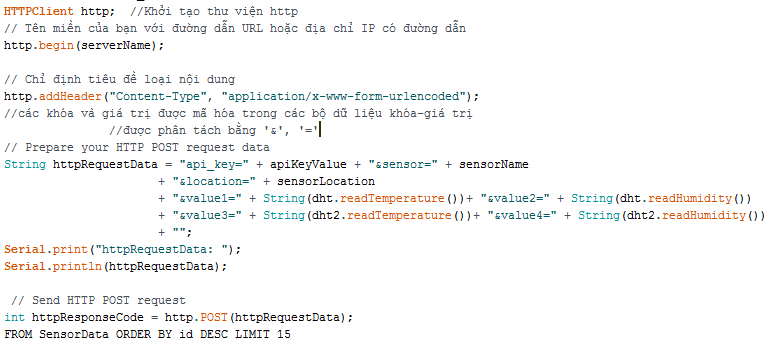 HTTPClient http;  //Khởi tạo thư viện http
// Tên miền của bạn với đường dẫn URL hoặc địa chỉ IP có đường dẫn
http.begin(serverName);
// Chỉ định tiêu đề loại nội dung
http.addHeader("Content-Type", "application/x-www-form-urlencoded");
//các khóa và giá trị được mã hóa trong các bộ dữ liệu khóa-giá trị
//được phân tách bằng '&', '='
// Prepare your HTTP POST request data
String httpRequestData = "api_key=" + apiKeyValue + "&sensor=" + sensorName
+ "&location=" + sensorLocation
+ "&value1=" + String(dht.readTemperature())+ "&value2=" + String(dht.readHumidity())
+ "&value3=" + String(dht2.readTemperature())+ "&value4=" + String(dht2.readHumidity())
+ "";
Serial.print("httpRequestData: ");
Serial.println(httpRequestData);
// Send HTTP POST request
int httpResponseCode = http.POST(httpRequestData);
FROM SensorData ORDER BY id DESC LIMIT 15